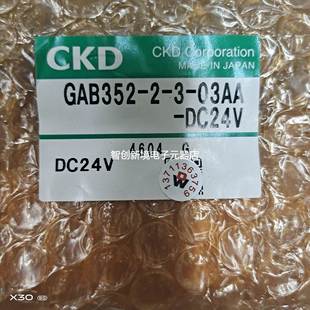 CKD
CKD Corporation
MADE IN JAPAN
GAB352-2-3-03AA
-DC24V
智创新境电子元器店
4604 G
DC24V
X30